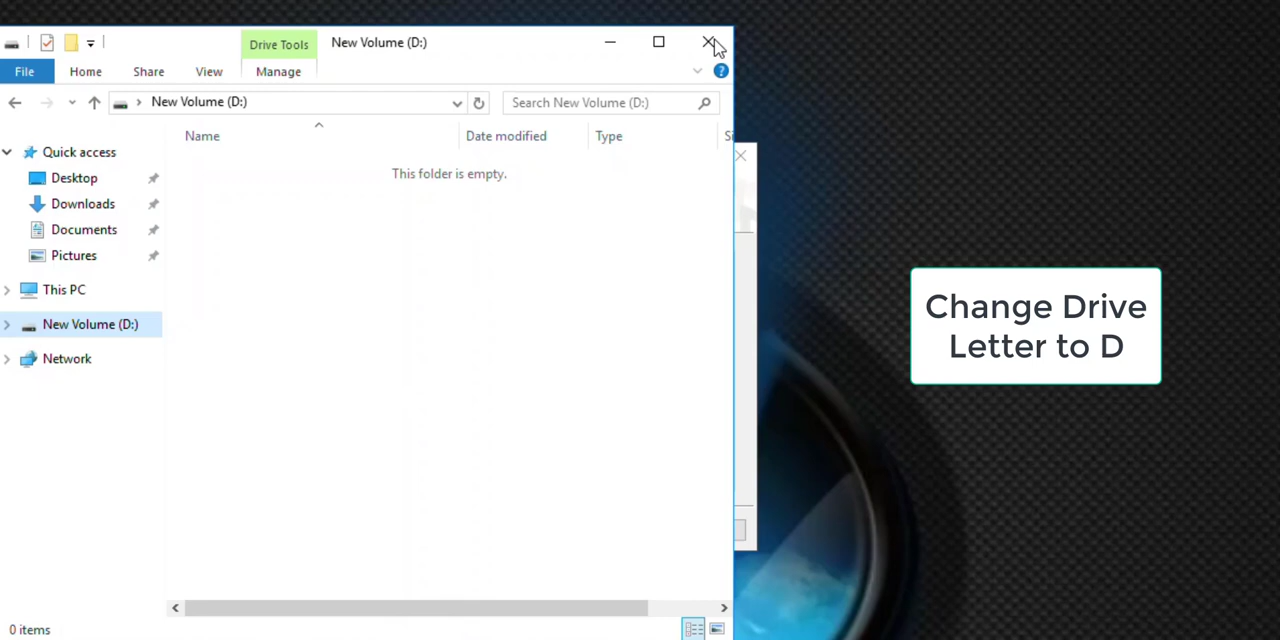 Drive Tools New Volume (D:)
File Home Share View Manage
New Volume (D:) Search New Volume (D:)
Name Date modified Type Si
Quick access
This folder is empty.
Desktop
Downloads
Documents
Pictures
This PC
New Volume (D:)
Network
0 items
Change Drive
Letter to D